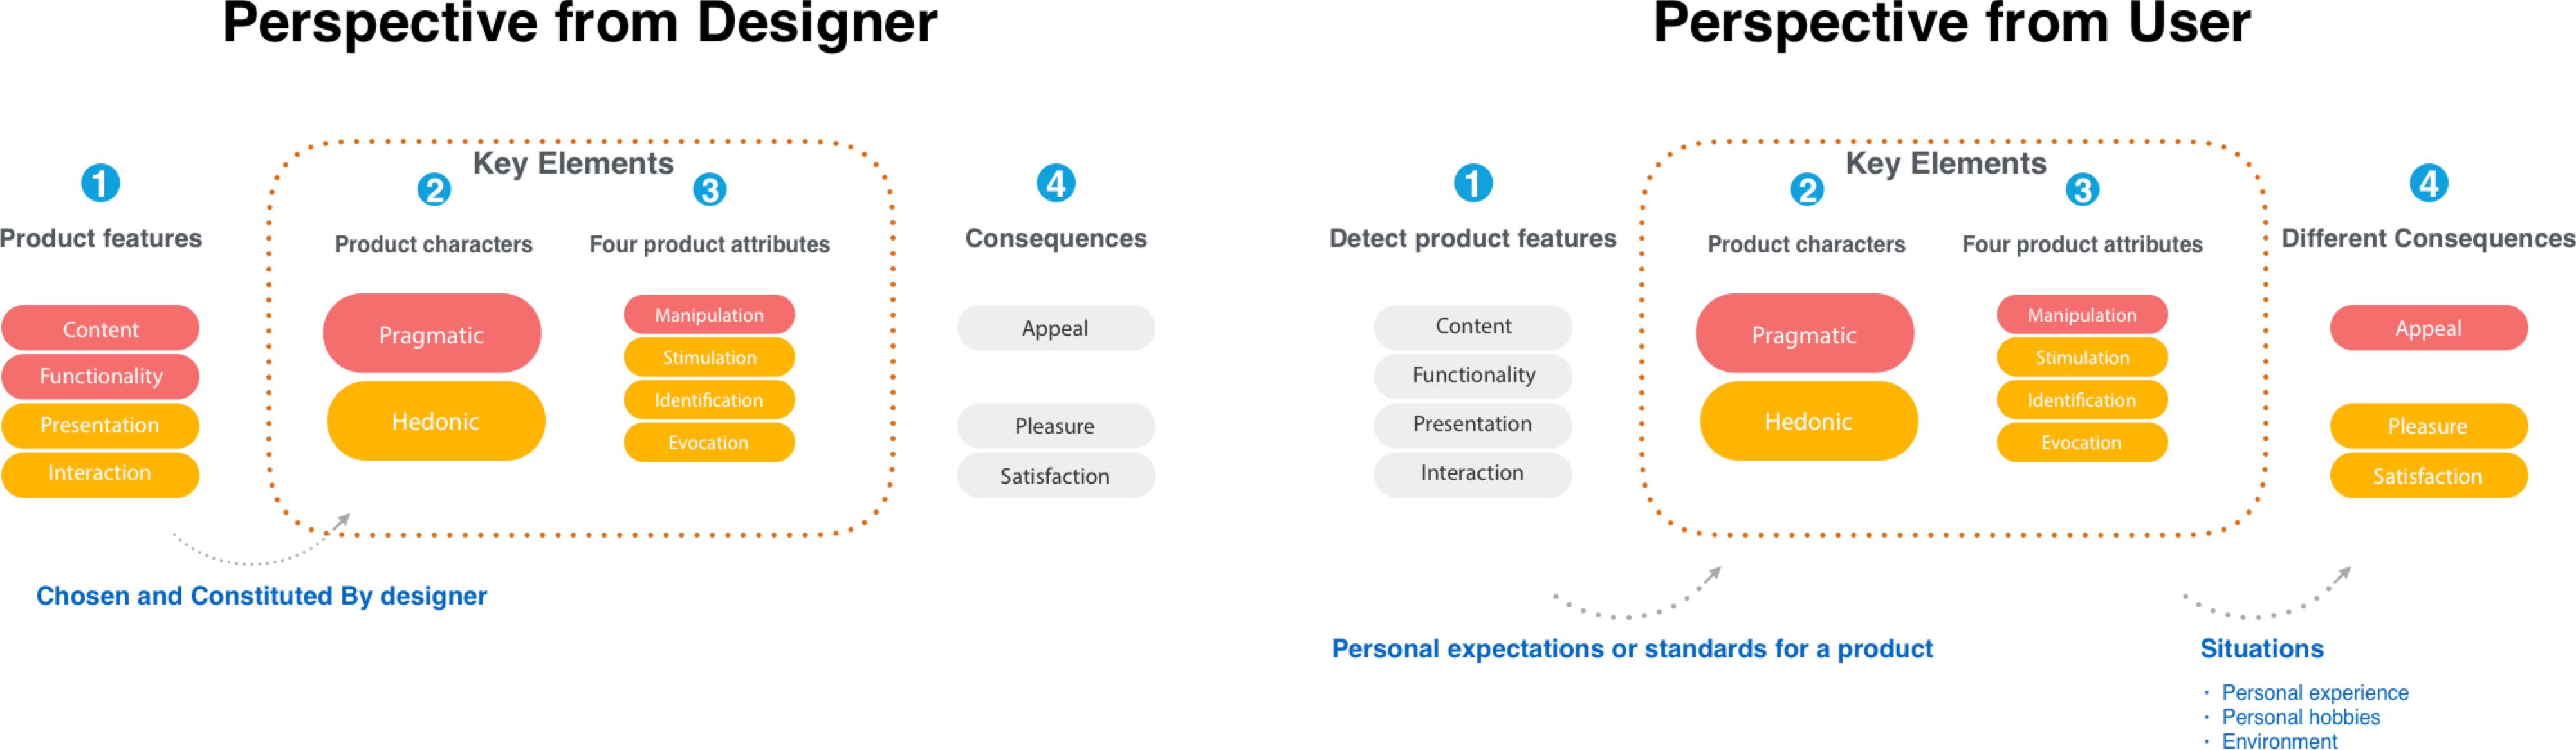 Perspective from Designer
1
Product features
Content
Functionality
Presentation
Interaction
Key Elements
2
Product characters
Pragmatic
Hedonic
3
Four product attributes
Manipulation
Stimulation
Identification
Evocation
4
Consequences
Appeal
Pleasure
Satisfaction
Chosen and Constituted By designer
Perspective from User
1
Detect product features
Content
Functionality
Presentation
Interaction
Key Elements
2
Product characters
Pragmatic
Hedonic
3
Four product attributes
Manipulation
Stimulation
Identification
Evocation
4
Different Consequences
Appeal
Pleasure
Satisfaction
Personal expectations or standards for a product
Situations
· Personal experience
· Personal hobbies
· Environment